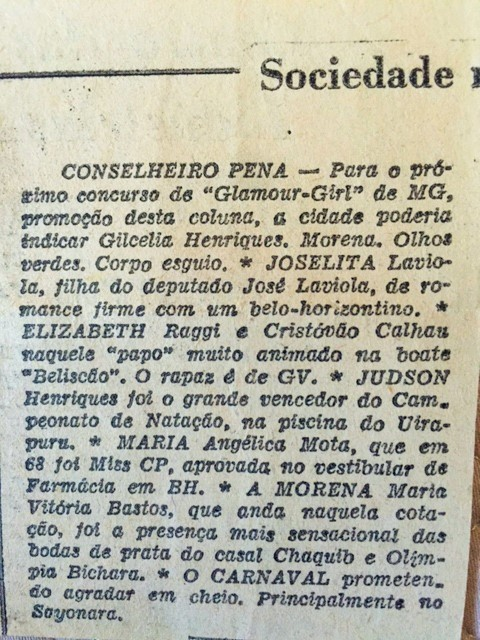 Sociedade
CONSELHEIRO PENA — Para o pró-
ximo concurso de "Glamour-Girl" de MG,
promoção desta coluna, a cidade poderia
indicar Gilcelia Henriques. Morena. Olhos
verdes. Corpo esguio. * JOSELITA Lavio-
la, filha do deputado José Laviola, de ro-
mance firme com um belo-horizontino. *
ELIZABETH Raggi e Cristóvão Calhau
naquele "papo" muito animado na boate
"Beliscão". O rapaz é de GV. * JUDSON
Henriques foi o grande vencedor do Cam-
peonato de Natação, na piscina do Uira-
puru. * MARIA Angélica Mota, que em
68 foi Miss CP, aprovada no vestibular de
Farmácia em BH. * A MORENA Maria
Vitória Bastos, que anda naquela cota-
ção, foi a presença mais sensacional das
bodas de prata do casal Chaquib e Olím-
pia Bichara. * O CARNAVAL prometen-
do agradar em cheio. Principalmente no
Sayonara.